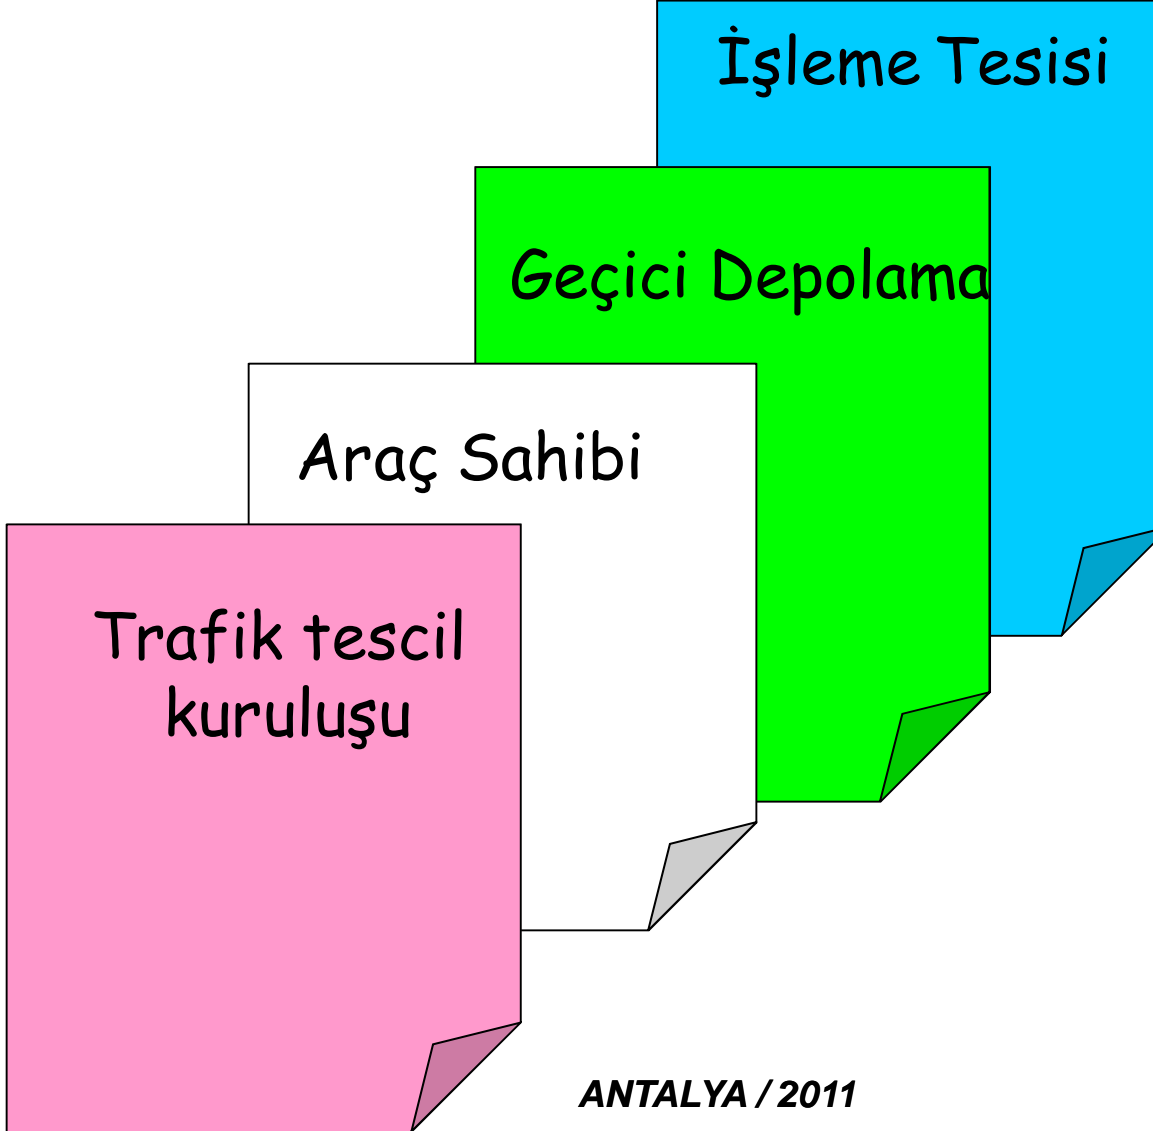 İşleme Tesisi
Geçici Depolama
Araç Sahibi
Trafik tescil
kuruluşu
ANTALYA / 2011